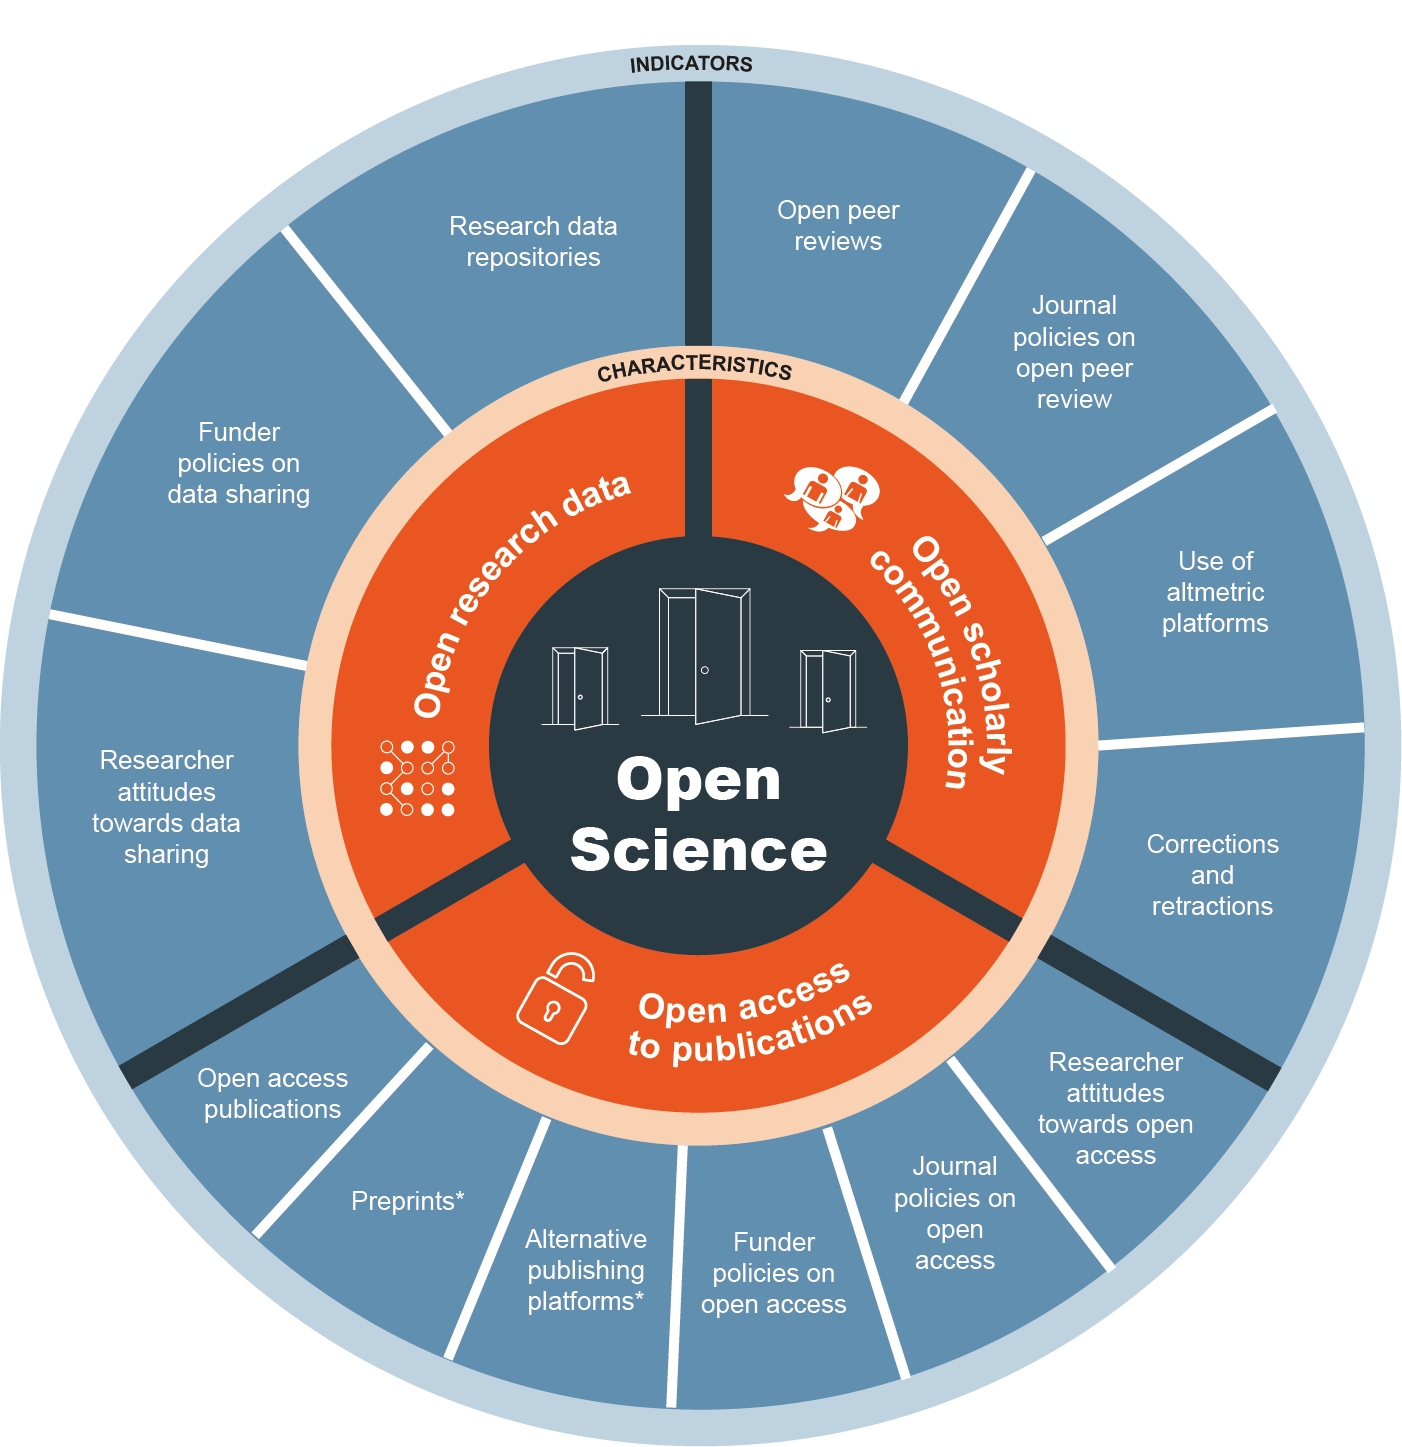 INDICATORS
Research data
repositories
Open peer
reviews
Journal
policies on
open peer
review
Funder
policies on
data sharing
CHARACTERISTICS
Open research data
Open scholarly
communication
Use of
altmetric
platforms
Researcher
attitudes
towards data
sharing
Open
Science
Corrections
and
retractions
Open access
to publications
Open access
publications
Preprints*
Alternative
publishing
platforms*
Funder
policies on
open access
Journal
policies on
open
access
Researcher
attitudes
towards open
access